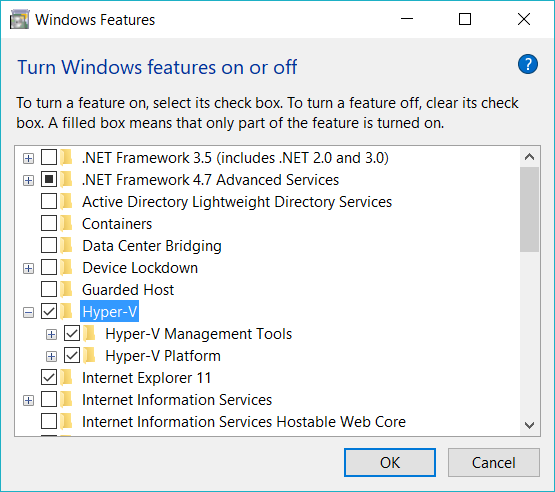 Windows Features
Turn Windows features on or off
?
To turn a feature on, select its check box. To turn a feature off, clear its check
box. A filled box means that only part of the feature is turned on.
.NET Framework 3.5 (includes .NET 2.0 and 3.0)
.NET Framework 4.7 Advanced Services
Active Directory Lightweight Directory Services
Containers
Data Center Bridging
Device Lockdown
Guarded Host
Hyper-V
Hyper-V Management Tools
Hyper-V Platform
Internet Explorer 11
Internet Information Services
Internet Information Services Hostable Web Core
OK
Cancel